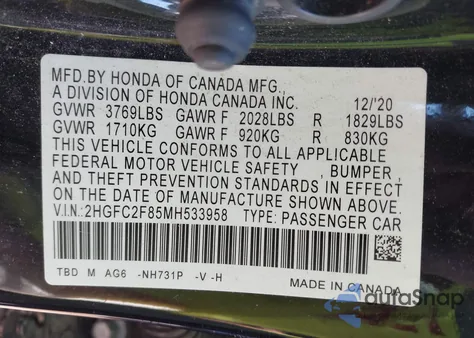 MFD.BY HONDA OF CANADA MFG.,
A DIVISION OF HONDA CANADA INC. 12/'20
GVWR 3769LBS GAWR F 2028LBS R 1829LBS
GVWR 1710KG GAWR F 920KG R 830KG
THIS VEHICLE CONFORMS TO ALL APPLICABLE
FEDERAL MOTOR VEHICLE SAFETY , BUMPER ,
AND THEFT PREVENTION STANDARDS IN EFFECT
ON THE DATE OF MANUFACTURE SHOWN ABOVE.
V.I.N.:2HGFC2F85MH533958 TYPE: PASSENGER CAR
TBD M AG6 -NH731P -V -H
MADE IN CANADA
autoSnap